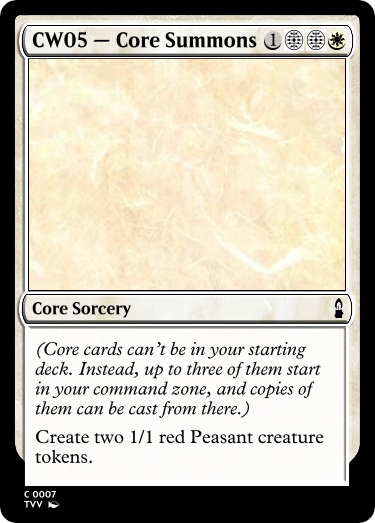 CW05 — Core Summons 1
Core Sorcery
(Core cards can't be in your starting
deck. Instead, up to three of them start
in your command zone, and copies of
them can be cast from there.)
Create two 1/1 red Peasant creature
tokens.
C 0007
TVV